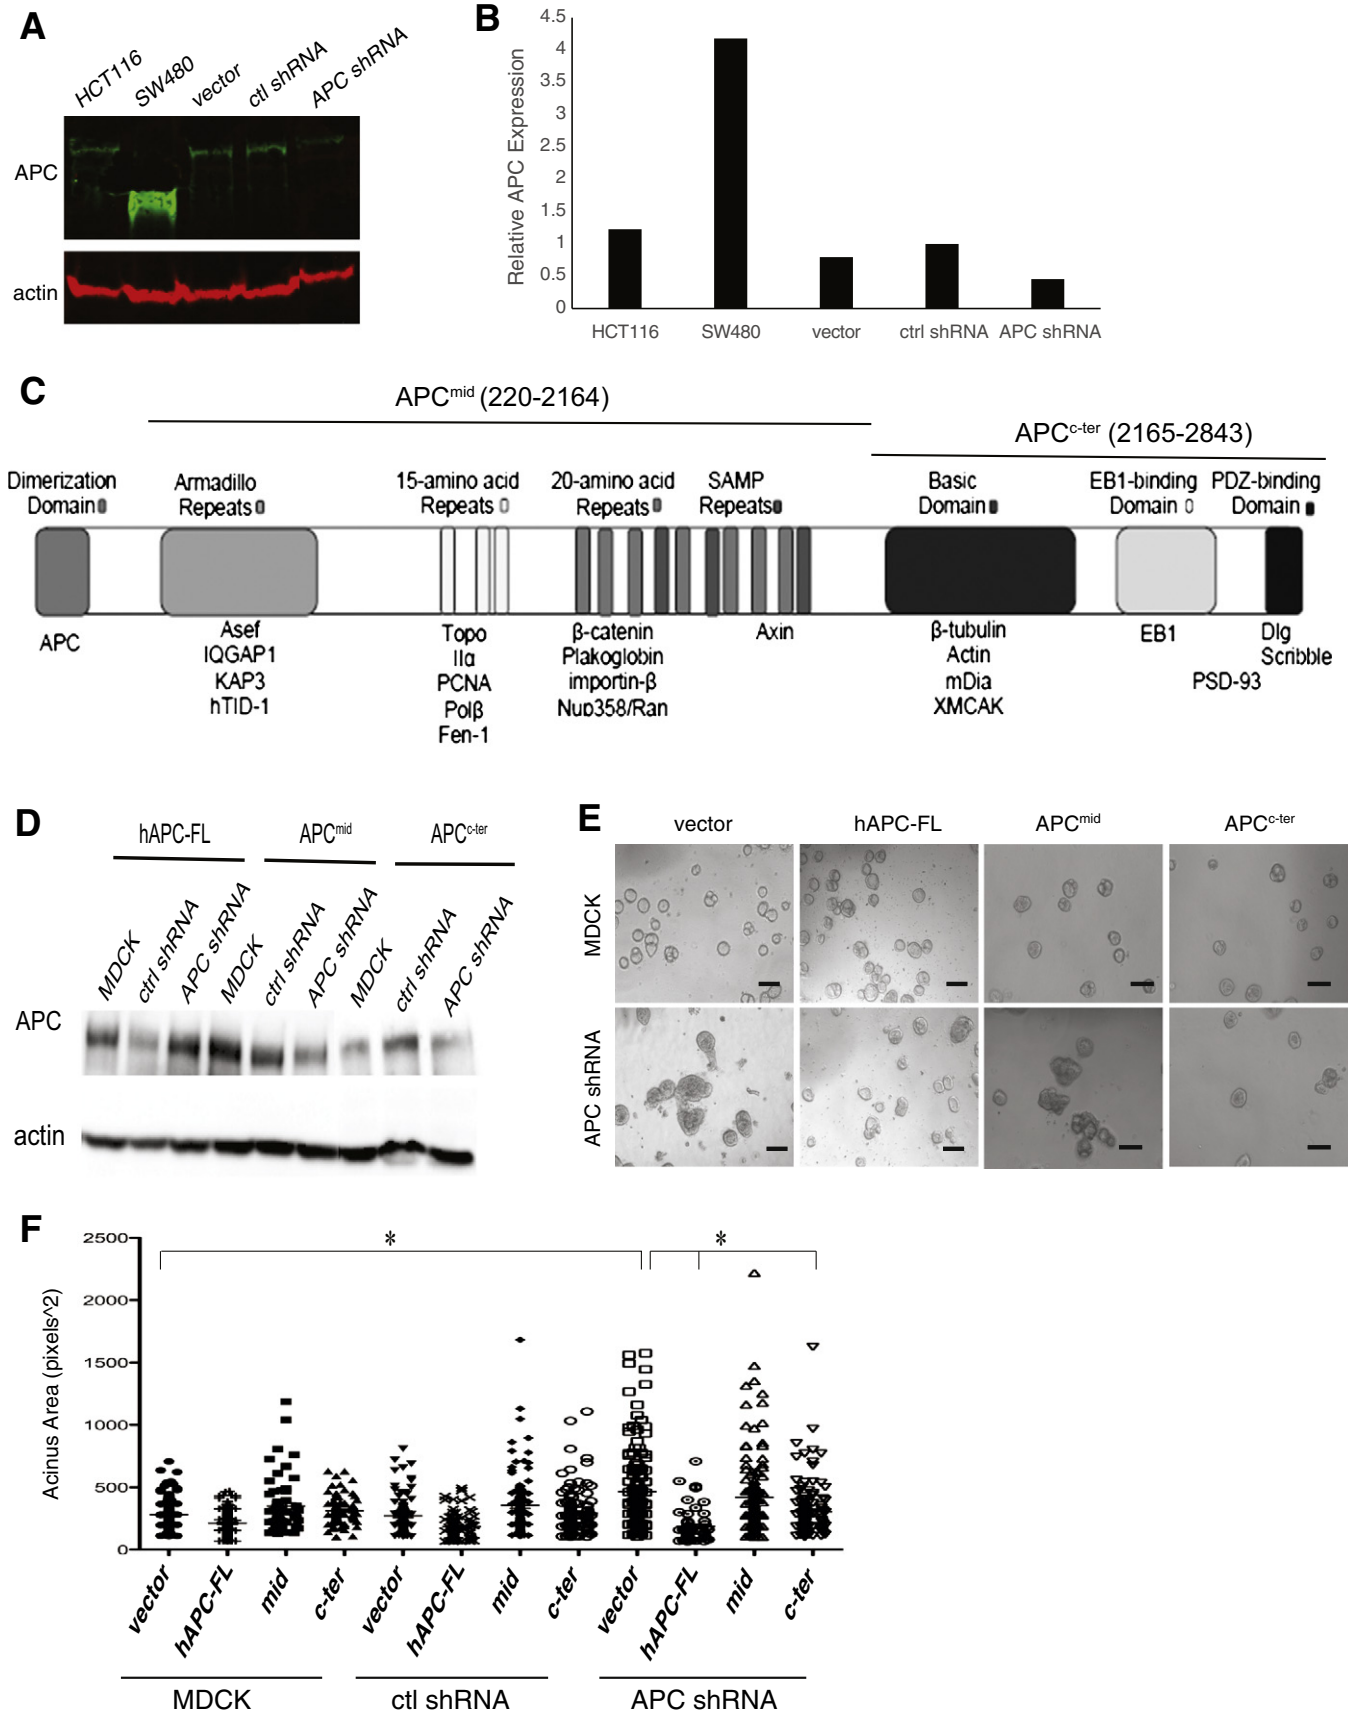 A
HCT116
SW480
vector
ctl shRNA
APC shRNA
APC
actin
B
Relative APC Expression
4.5
4
3.5
3
2.5
2
1.5
1
0.5
0
HCT116
SW480
vector
ctrl shRNA
APC shRNA
C
APCmid (220-2164)
APCc-ter (2165-2843)
Dimerization Domain
Armadillo Repeats
15-amino acid Repeats
20-amino acid Repeats
SAMP Repeats
Basic Domain
EB1-binding Domain
PDZ-binding Domain
APC
Asef
IQGAP1
KAP3
hTID-1
Topo
IIα
PCNA
Polβ
Fen-1
β-catenin
Plakoglobin
importin-β
Nup358/Ran
Axin
β-tubulin
Actin
mDia
XMCAK
EB1
Dlg
Scribble
PSD-93
D
hAPC-FL
APCmid
APCc-ter
MDCK
ctrl shRNA
APC shRNA
MDCK
ctrl shRNA
APC shRNA
MDCK
ctrl shRNA
APC shRNA
APC
actin
E
vector
hAPC-FL
APCmid
APCc-ter
MDCK
APC shRNA
F
Acinus Area (pixels^2)
2500
2000
1500
1000
500
0
*
*
vector
hAPC-FL
mid
c-ter
vector
hAPC-FL
mid
c-ter
vector
hAPC-FL
mid
c-ter
MDCK
ctl shRNA
APC shRNA